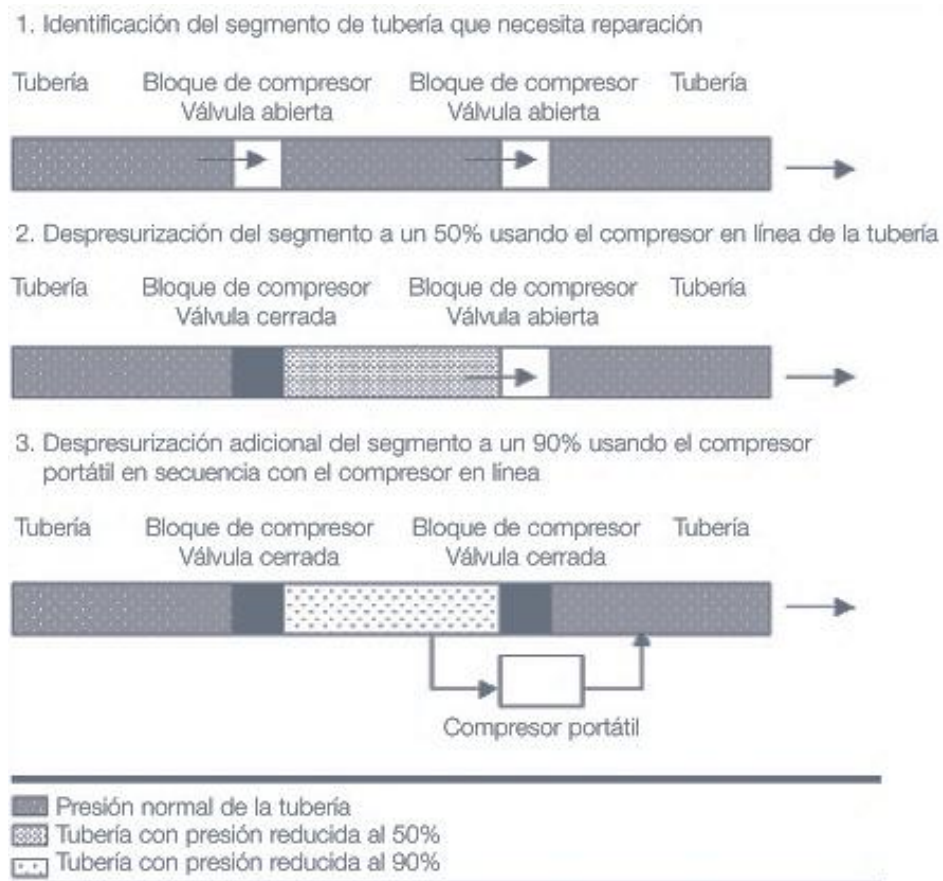 1. Identificación del segmento de tubería que necesita reparación
Tubería Bloque de compresor Bloque de compresor Tubería
Válvula abierta Válvula abierta
2. Despresurización del segmento a un 50% usando el compresor en línea de la tubería
Tubería Bloque de compresor Bloque de compresor Tubería
Válvula cerrada Válvula abierta
3. Despresurización adicional del segmento a un 90% usando el compresor
portátil en secuencia con el compresor en línea
Tubería Bloque de compresor Bloque de compresor Tubería
Válvula cerrada Válvula cerrada
Compresor portátil
Presión normal de la tubería
Tubería con presión reducida al 50%
Tubería con presión reducida al 90%